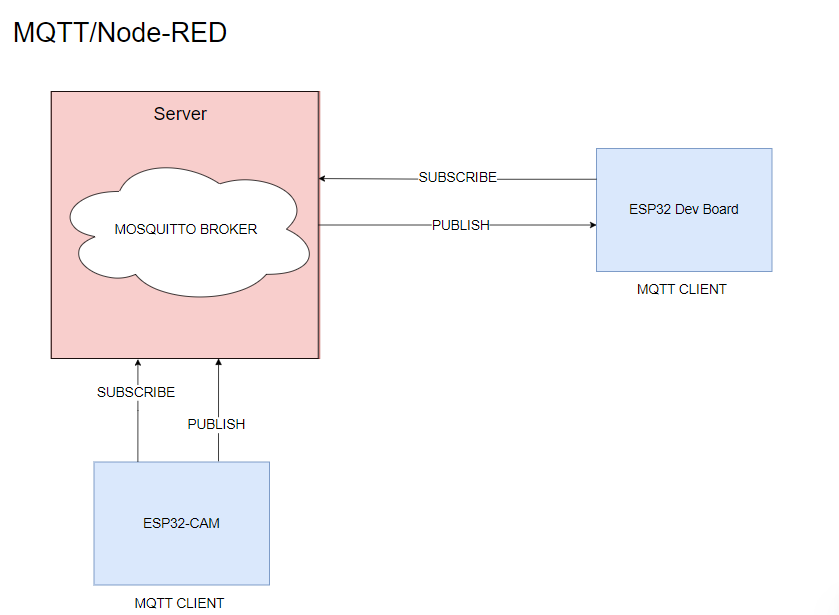 MQTT/Node-RED
Server
MOSQUITTO BROKER
SUBSCRIBE
PUBLISH
ESP32 Dev Board
MQTT CLIENT
SUBSCRIBE
PUBLISH
ESP32-CAM
MQTT CLIENT